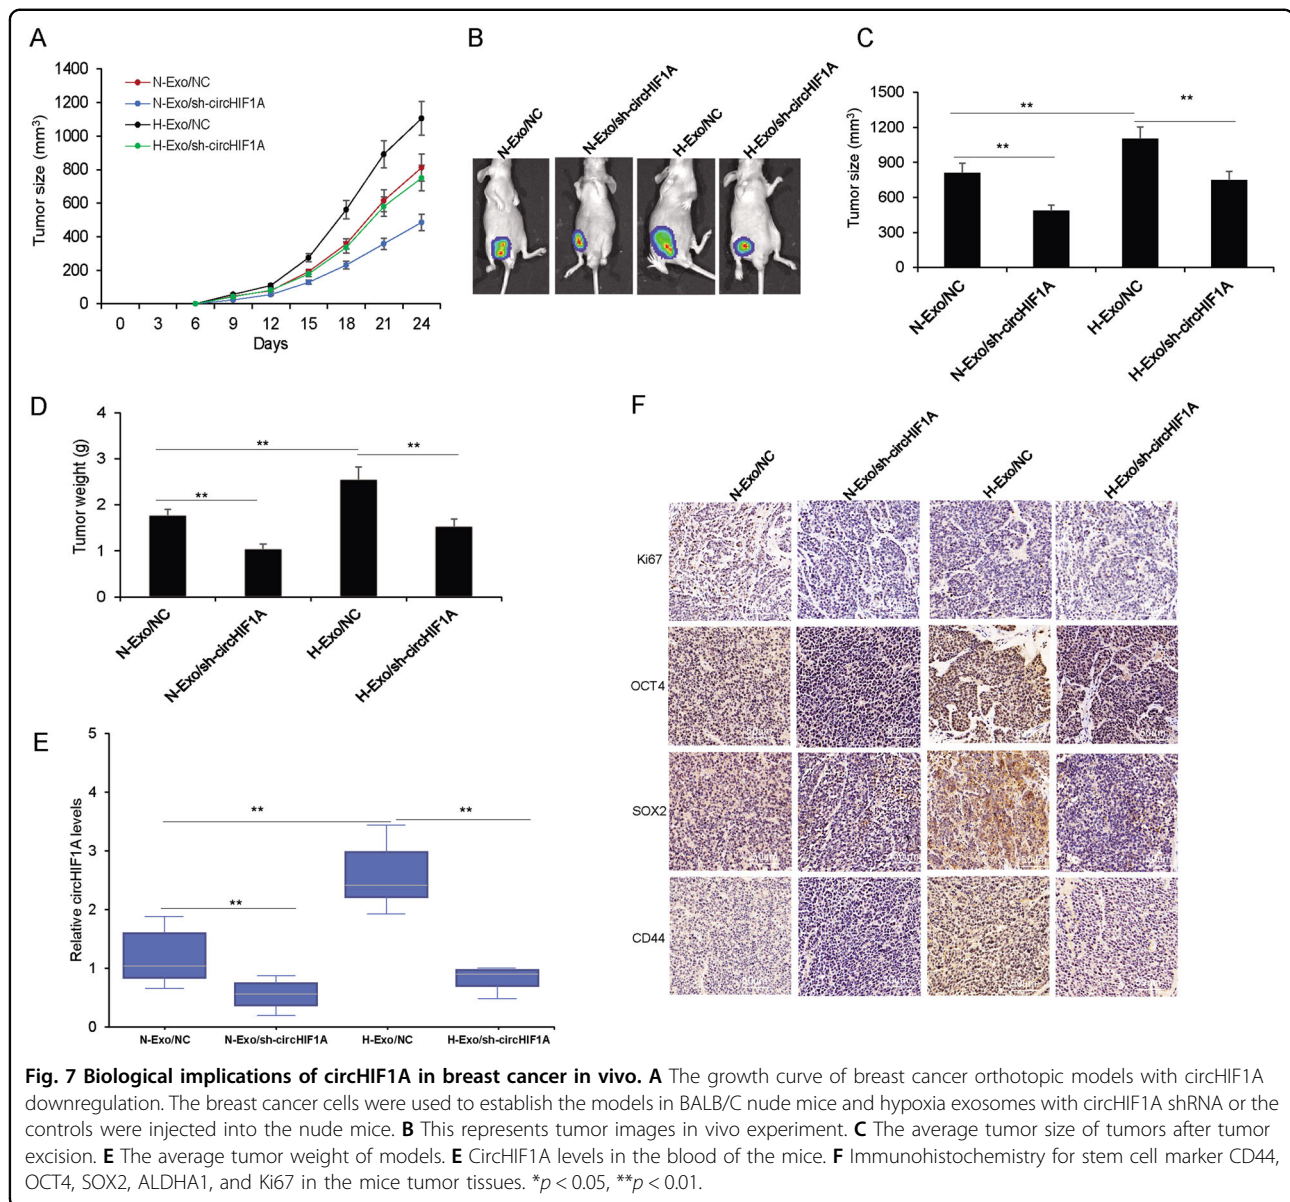 A
1400
1200
1000
800
600
400
200
0
Tumor size (mm³)
N-Exo/NC
N-Exo/sh-circHIF1A
H-Exo/NC
H-Exo/sh-circHIF1A
0 3 6 9 12 15 18 21 24
Days
B
N-Exo/NC
N-Exo/sh-circHIF1A
H-Exo/NC
H-Exo/sh-circHIF1A
C
1500
1200
900
600
300
0
Tumor size (mm³)
**
**
**
N-Exo/NC
N-Exo/sh-circHIF1A
H-Exo/NC
H-Exo/sh-circHIF1A
D
4
3
2
1
0
Tumor weight (g)
**
**
**
N-Exo/NC
N-Exo/sh-circHIF1A
H-Exo/NC
H-Exo/sh-circHIF1A
E
5
4
3
2
1
0
Relative circHIF1A levels
**
**
**
N-Exo/NC N-Exo/sh-circHIF1A H-Exo/NC H-Exo/sh-circHIF1A
F
N-Exo/NC
N-Exo/sh-circHIF1A
H-Exo/NC
H-Exo/sh-circHIF1A
Ki67
OCT4
SOX2
CD44
Fig. 7 Biological implications of circHIF1A in breast cancer in vivo. A The growth curve of breast cancer orthotopic models with circHIF1A
downregulation. The breast cancer cells were used to establish the models in BALB/C nude mice and hypoxia exosomes with circHIF1A shRNA or the
controls were injected into the nude mice. B This represents tumor images in vivo experiment. C The average tumor size of tumors after tumor
excision. E The average tumor weight of models. E CircHIF1A levels in the blood of the mice. F Immunohistochemistry for stem cell marker CD44,
OCT4, SOX2, ALDHA1, and Ki67 in the mice tumor tissues. *p < 0.05, **p < 0.01.